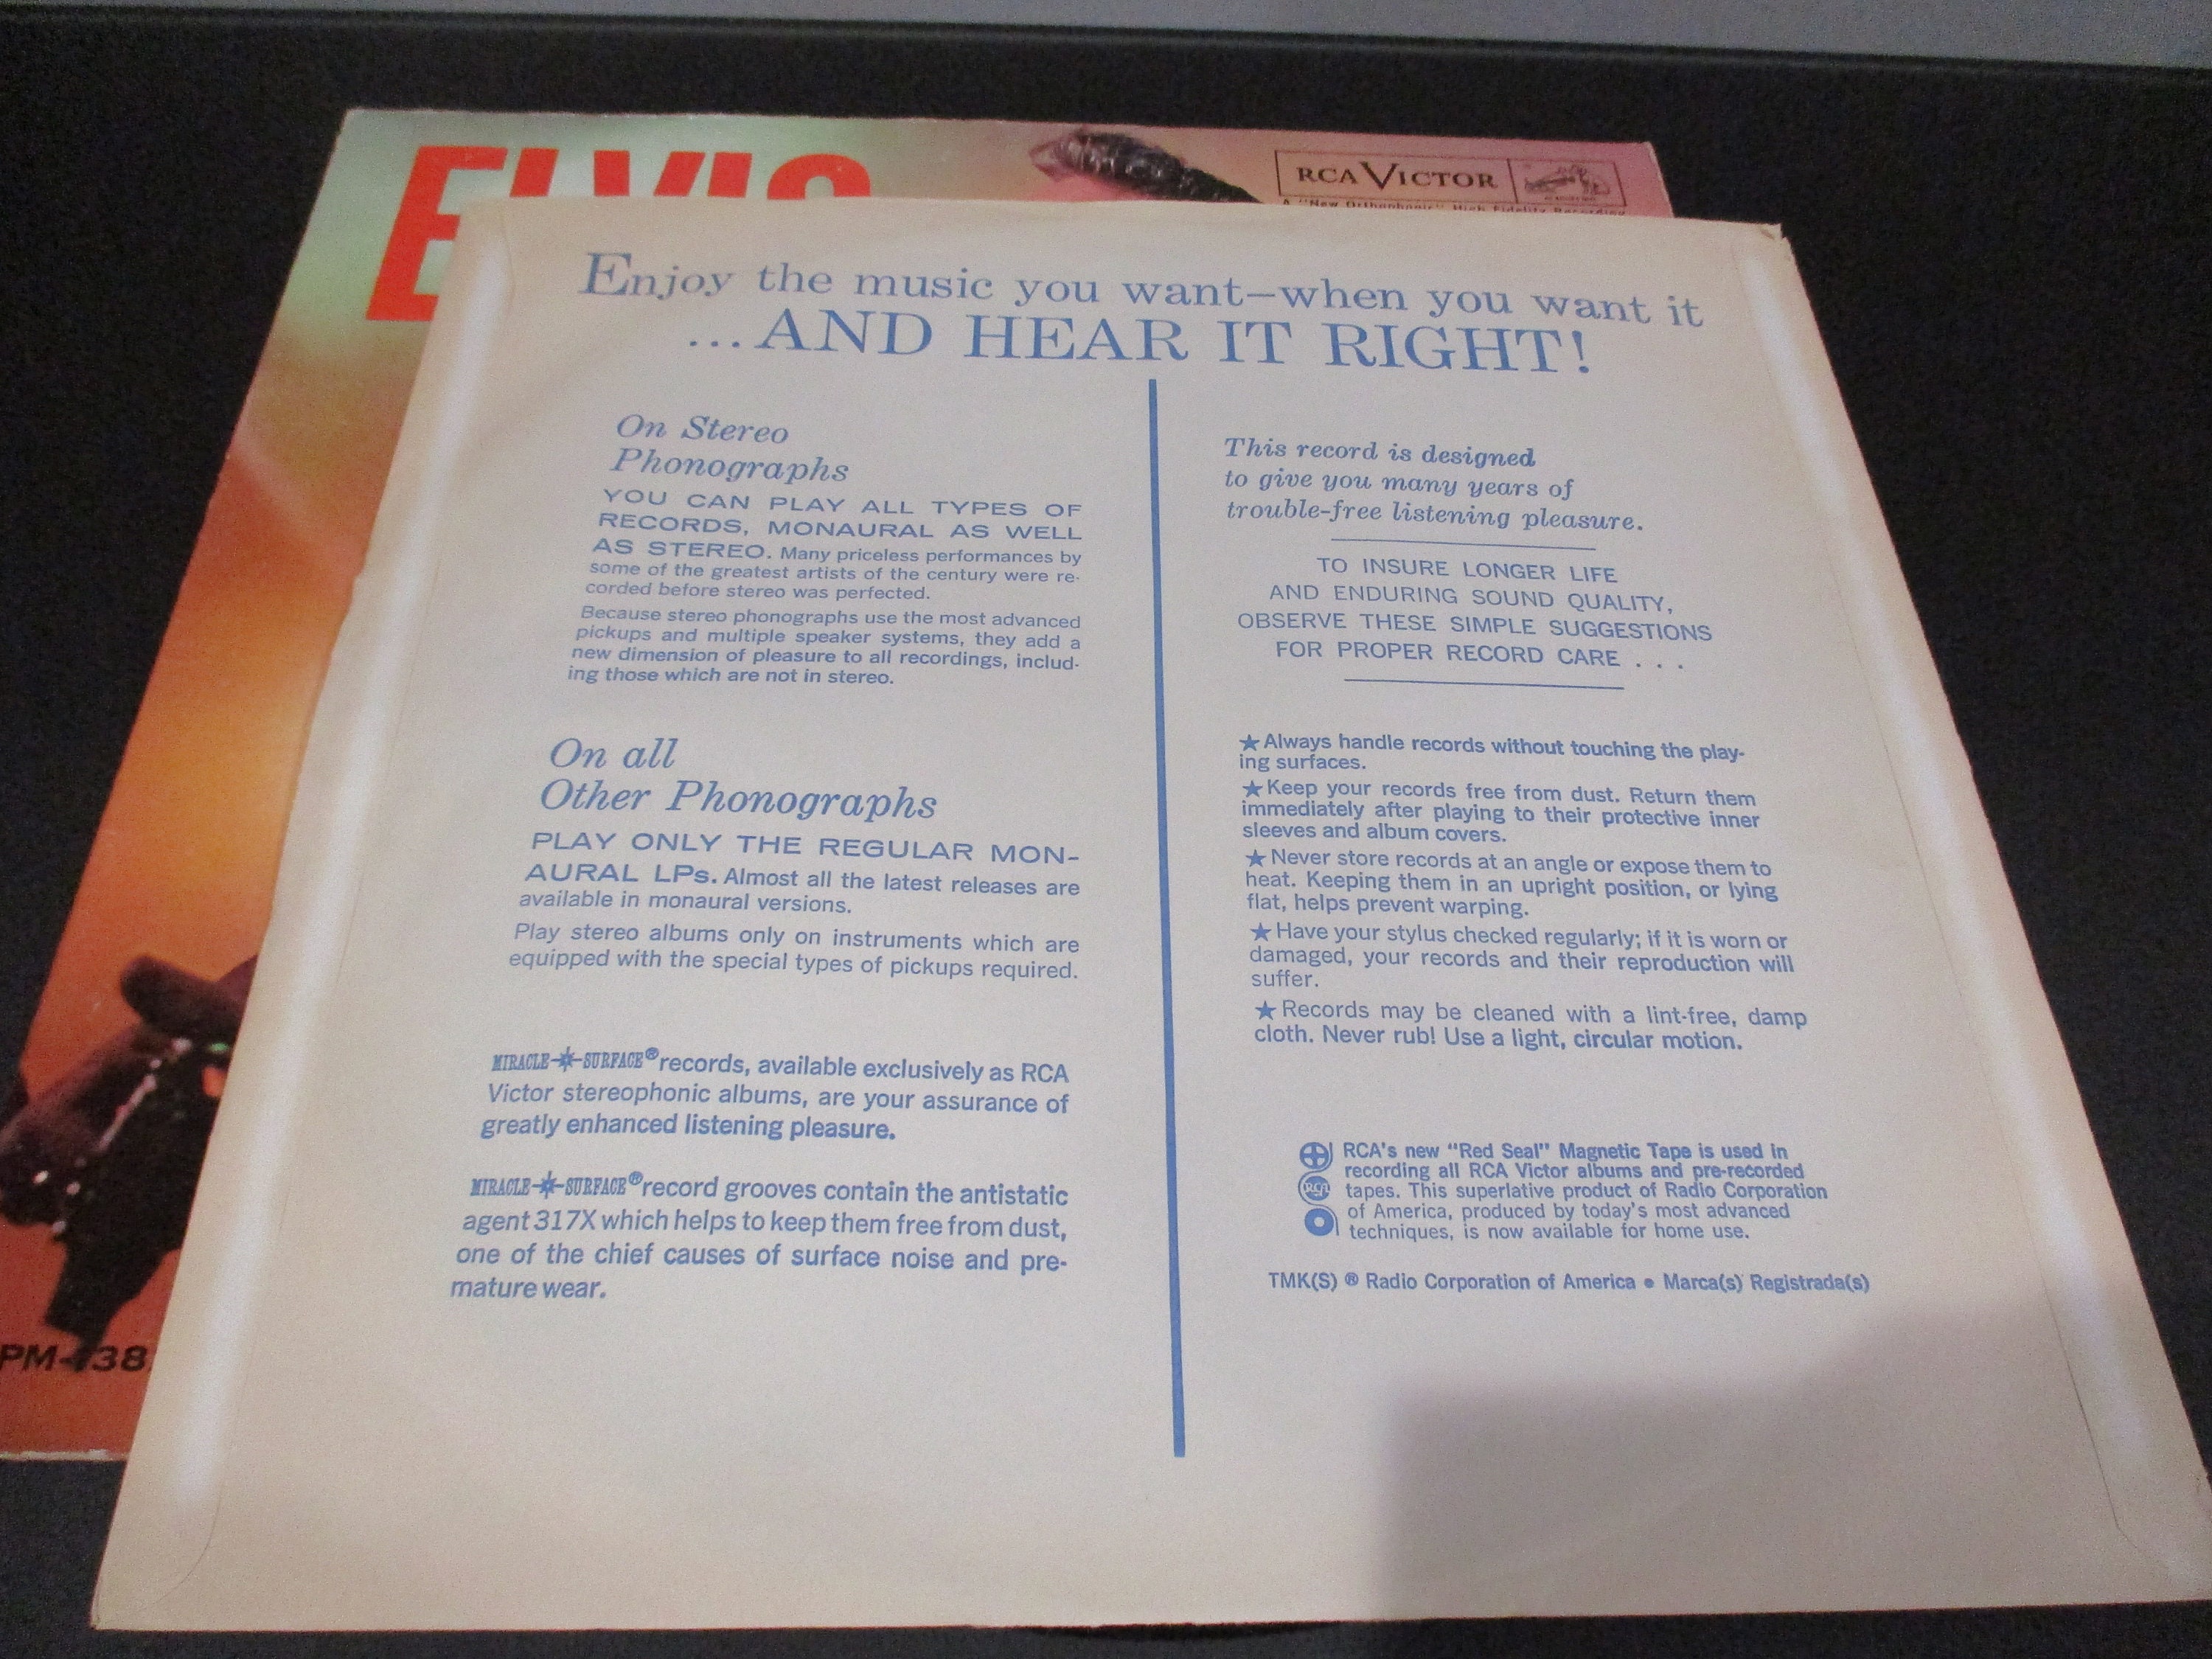 ELVIS
RCA VICTOR
A "New Orthophonic" High Fidelity Recording
Enjoy the music you want—when you want it
...AND HEAR IT RIGHT!
On Stereo
Phonographs
YOU CAN PLAY ALL TYPES OF
RECORDS, MONAURAL AS WELL
AS STEREO. Many priceless performances by
some of the greatest artists of the century were re-
corded before stereo was perfected.
Because stereo phonographs use the most advanced
pickups and multiple speaker systems, they add a
new dimension of pleasure to all recordings, includ-
ing those which are not in stereo.
On all
Other Phonographs
PLAY ONLY THE REGULAR MON-
AURAL LPs. Almost all the latest releases are
available in monaural versions.
Play stereo albums only on instruments which are
equipped with the special types of pickups required.
MIRACLE SURFACE® records, available exclusively as RCA
Victor stereophonic albums, are your assurance of
greatly enhanced listening pleasure.
MIRACLE SURFACE® record grooves contain the antistatic
agent 317X which helps to keep them free from dust,
one of the chief causes of surface noise and pre-
mature wear.
This record is designed
to give you many years of
trouble-free listening pleasure.
TO INSURE LONGER LIFE
AND ENDURING SOUND QUALITY,
OBSERVE THESE SIMPLE SUGGESTIONS
FOR PROPER RECORD CARE . . .
★ Always handle records without touching the play-
ing surfaces.
★ Keep your records free from dust. Return them
immediately after playing to their protective inner
sleeves and album covers.
★ Never store records at an angle or expose them to
heat. Keeping them in an upright position, or lying
flat, helps prevent warping.
★ Have your stylus checked regularly; if it is worn or
damaged, your records and their reproduction will
suffer.
★ Records may be cleaned with a lint-free, damp
cloth. Never rub! Use a light, circular motion.
RCA
RCA's new "Red Seal" Magnetic Tape is used in
recording all RCA Victor albums and pre-recorded
tapes. This superlative product of Radio Corporation
of America, produced by today's most advanced
techniques, is now available for home use.
TMK(S) ® Radio Corporation of America • Marca(s) Registrada(s)
PM-138